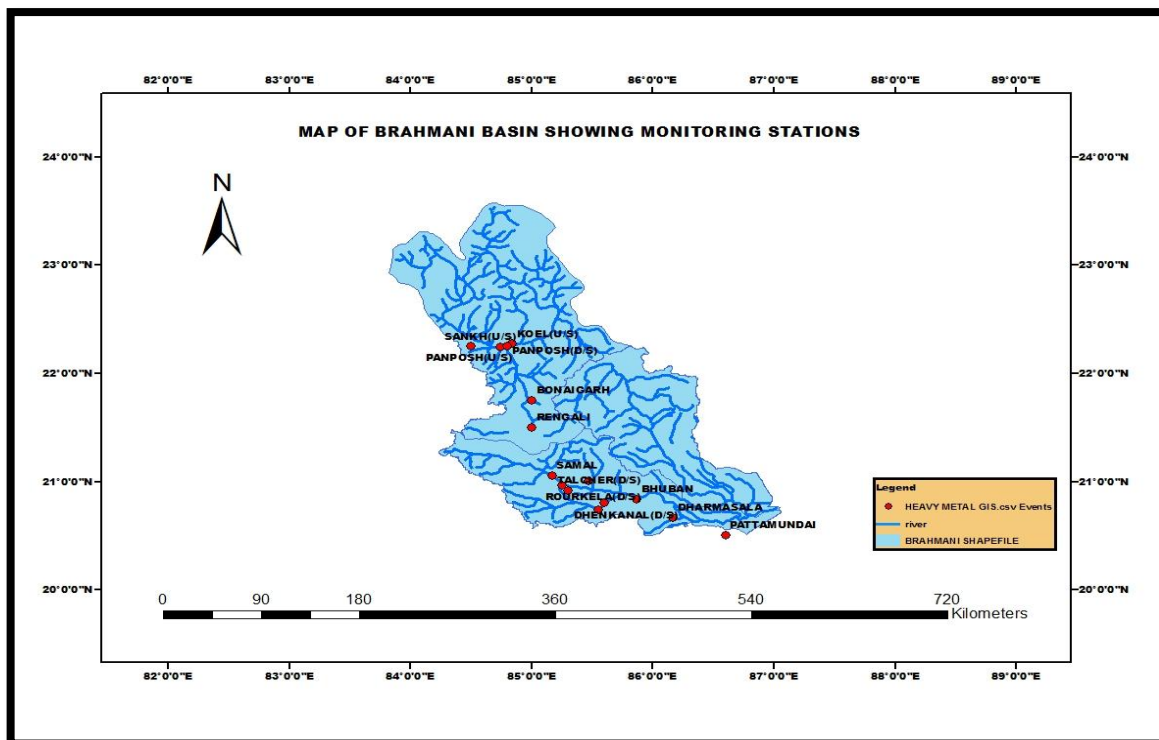 82°0'0"E 83°0'0"E 84°0'0"E 85°0'0"E 86°0'0"E 87°0'0"E 88°0'0"E 89°0'0"E
MAP OF BRAHMANI BASIN SHOWING MONITORING STATIONS
24°0'0"N 24°0'0"N
N
23°0'0"N 23°0'0"N
SANKH(U/S) KOEL(U/S)
PANPOSH(U/S) PANPOSH(D/S)
22°0'0"N 22°0'0"N
BONAIGARH
RENGALI
SAMAL
21°0'0"N 21°0'0"N
TALCHER(D/S)
ROURKELA(D/S) BHUBAN
DHENKANAL(D/S) DHARMASALA
PATTAMUNDAI
Legend
HEAVY METAL GIS.csv Events
river
BRAHMANI SHAPEFILE
20°0'0"N 20°0'0"N
0 90 180 360 540 720
Kilometers
82°0'0"E 83°0'0"E 84°0'0"E 85°0'0"E 86°0'0"E 87°0'0"E 88°0'0"E 89°0'0"E